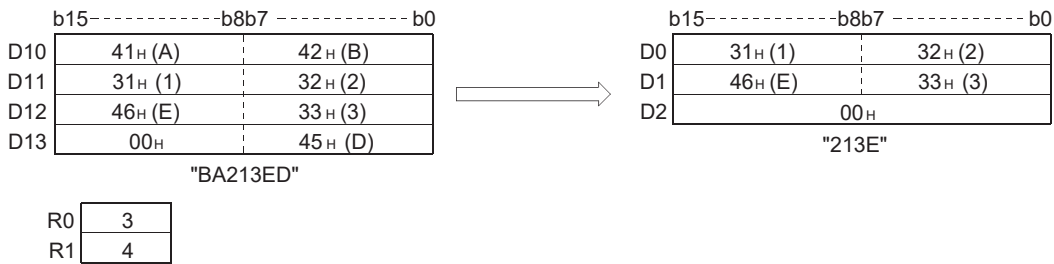 b15 b8b7 b0 b15 b8b7 b0
D10 41H (A) 42H (B) D0 31H (1) 32H (2)
D11 31H (1) 32H (2) D1 46H (E) 33H (3)
D12 46H (E) 33H (3) D2 00H
D13 00H 45H (D) "213E"
"BA213ED"
R0 3
R1 4